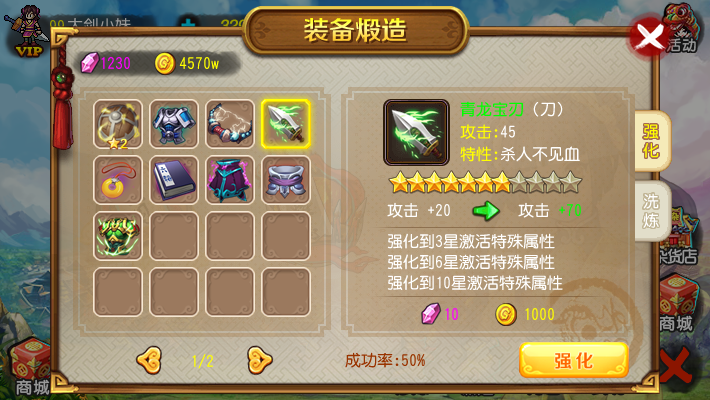 大剑小妹
装备煅造
VIP
活动
1230
4570w
★2
青龙宝刃（刀）
攻击:45
特性:杀人不见血
强化
洗炼
攻击 +20
攻击 +70
强化到3星激活特殊属性
强化到6星激活特殊属性
强化到10星激活特殊属性
10
1000
1/2
成功率:50%
强化
杂货店
商城
商城